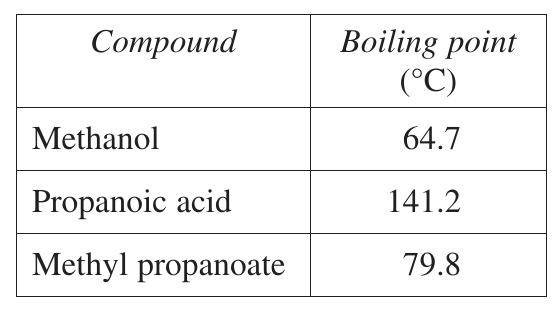 Compound Boiling point
(°C)
Methanol 64.7
Propanoic acid 141.2
Methyl propanoate 79.8